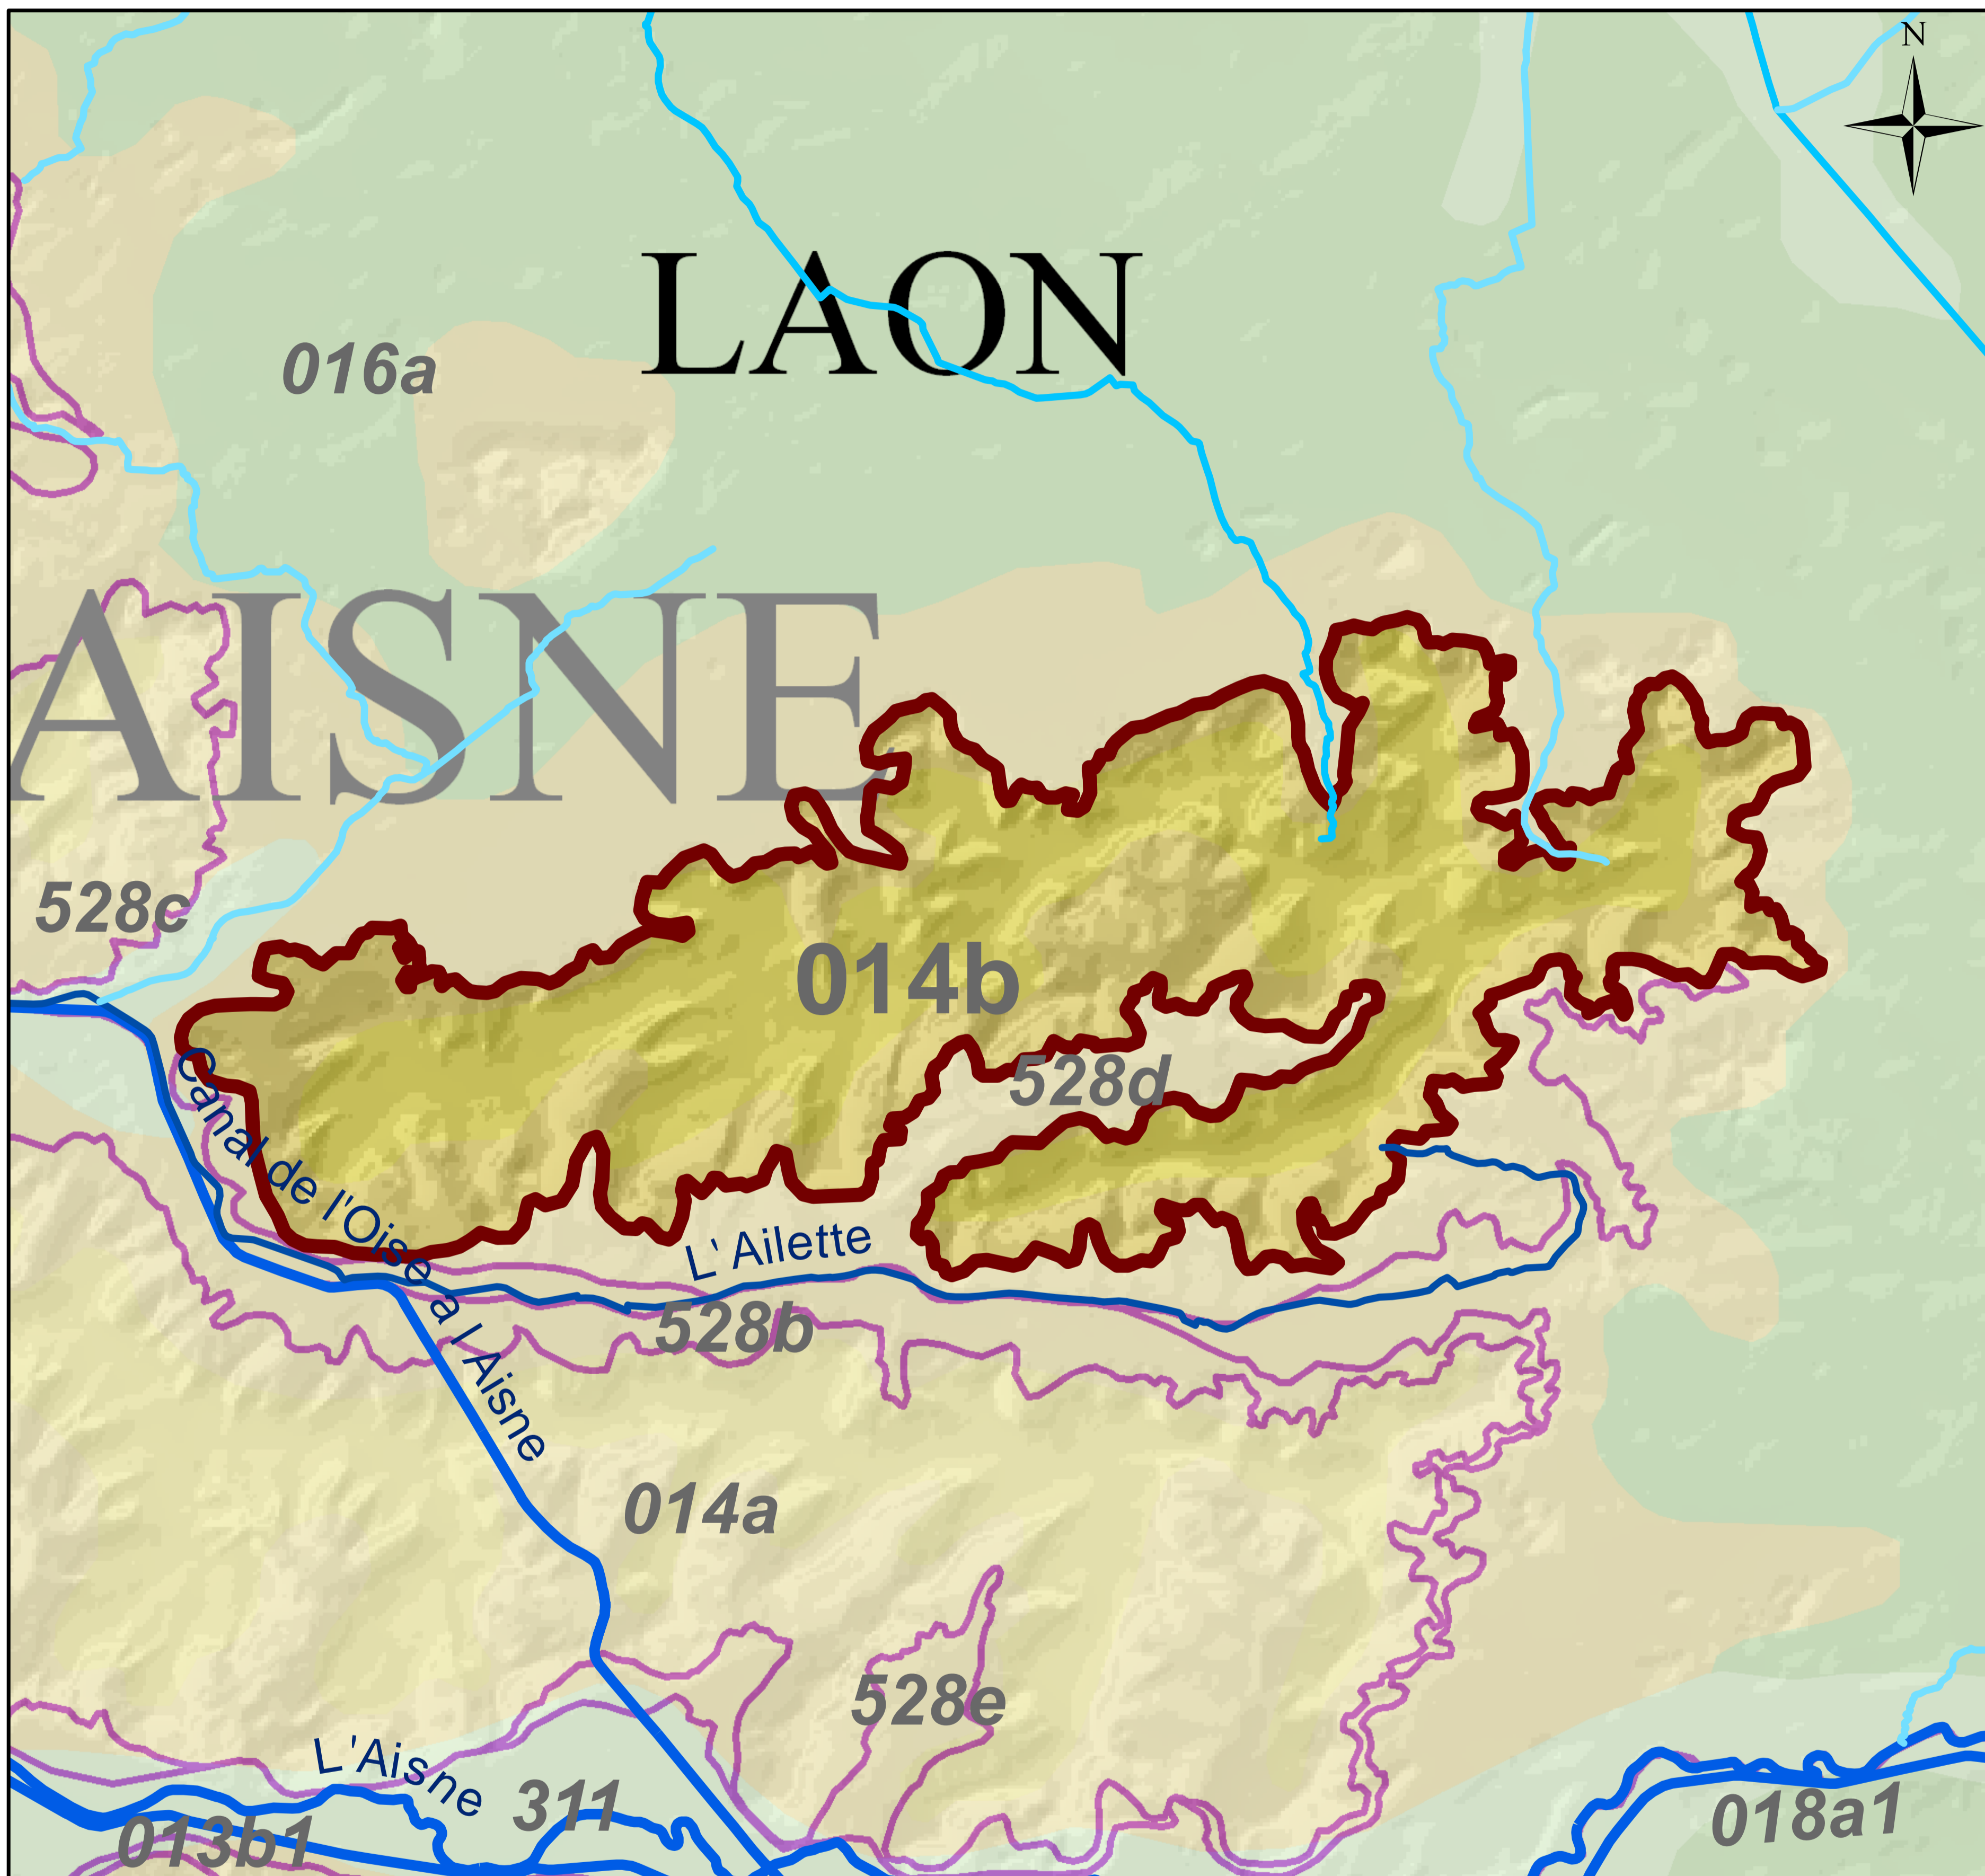 N
LAON
016a
AISNE
528c
014b
528d
Canal de l'Oise a l Aisne
L' Ailette
528b
014a
528e
L'Aisne
311
018a1
013b1